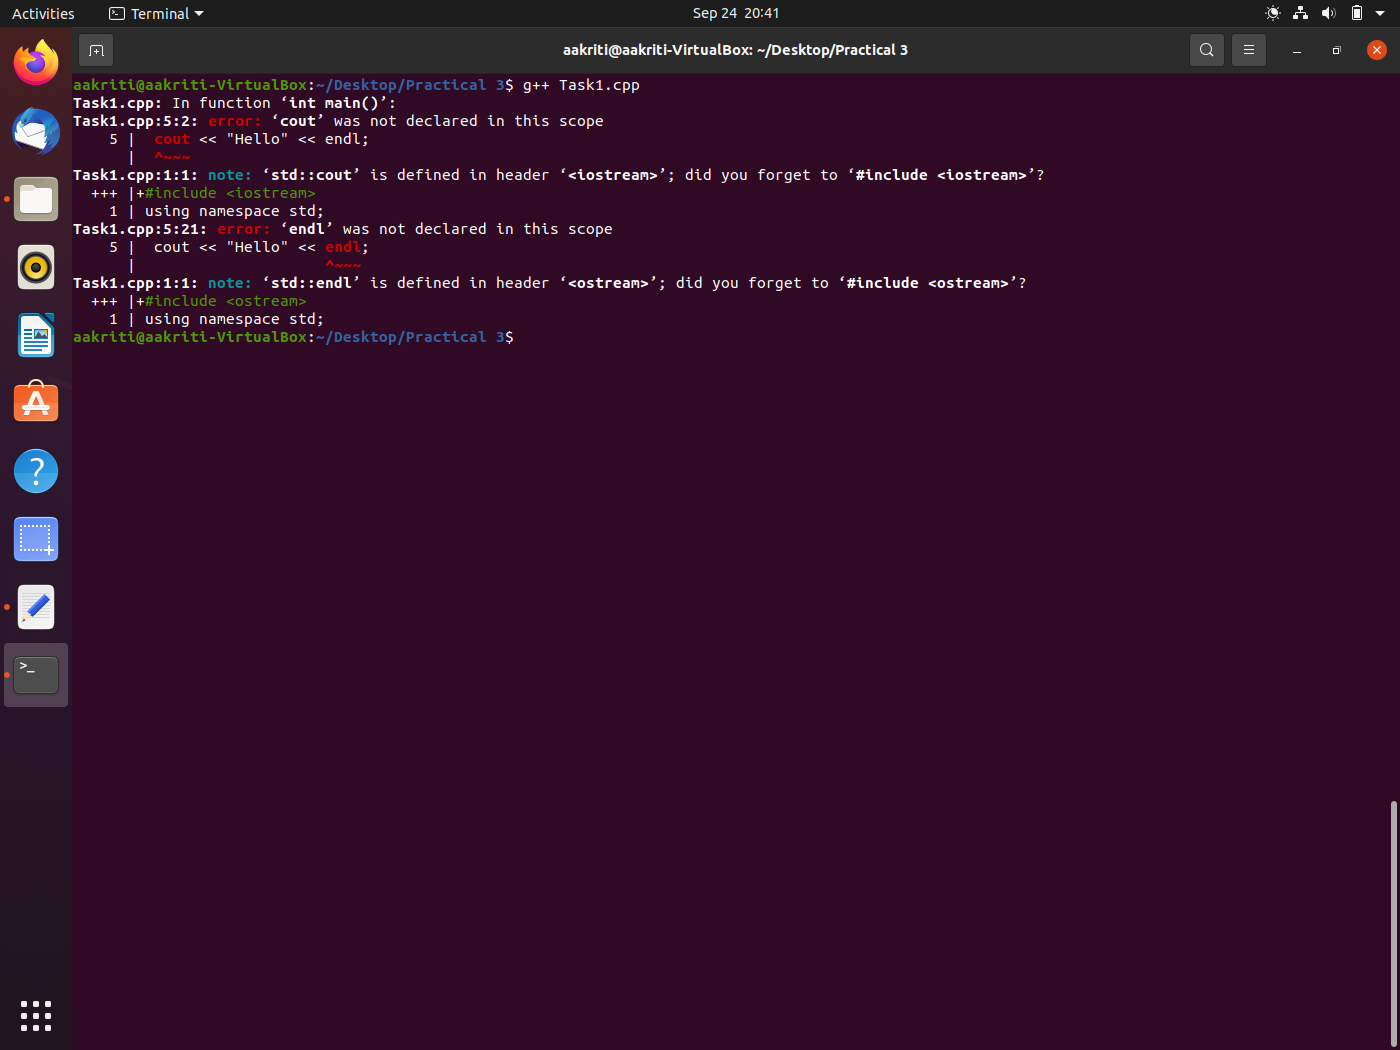 Activities Terminal Sep 24 20:41
aakriti@aakriti-VirtualBox: ~/Desktop/Practical 3
aakriti@aakriti-VirtualBox:~/Desktop/Practical 3$ g++ Task1.cpp
Task1.cpp: In function ‘int main()’:
Task1.cpp:5:2: error: ‘cout’ was not declared in this scope
    5 |  cout << "Hello" << endl;
      |  ^~~~
Task1.cpp:1:1: note: ‘std::cout’ is defined in header ‘<iostream>’; did you forget to ‘#include <iostream>’?
  +++ |+#include <iostream>
    1 | using namespace std;
Task1.cpp:5:21: error: ‘endl’ was not declared in this scope
    5 |  cout << "Hello" << endl;
      |                     ^~~~
Task1.cpp:1:1: note: ‘std::endl’ is defined in header ‘<ostream>’; did you forget to ‘#include <ostream>’?
  +++ |+#include <ostream>
    1 | using namespace std;
aakriti@aakriti-VirtualBox:~/Desktop/Practical 3$